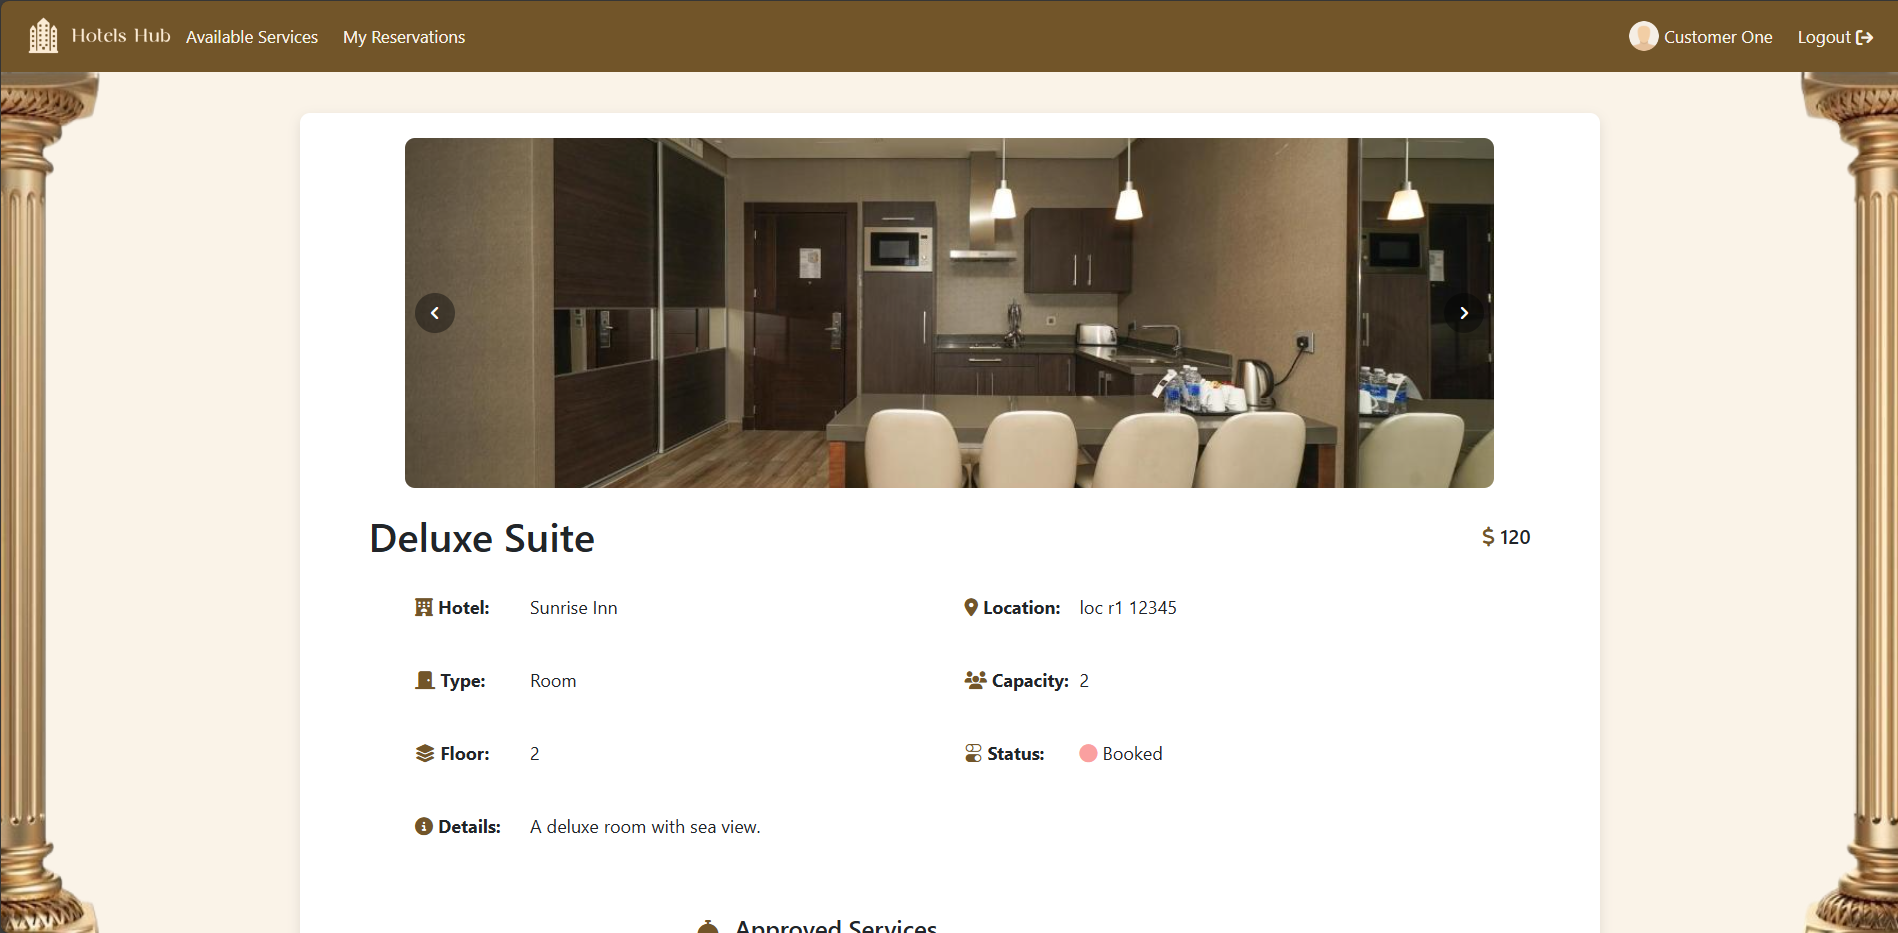 Hotels Hub Available Services My Reservations Customer One Logout
Deluxe Suite $ 120
Hotel: Sunrise Inn Location: loc r1 12345
Type: Room Capacity: 2
Floor: 2 Status: Booked
Details: A deluxe room with sea view.
Approved Services